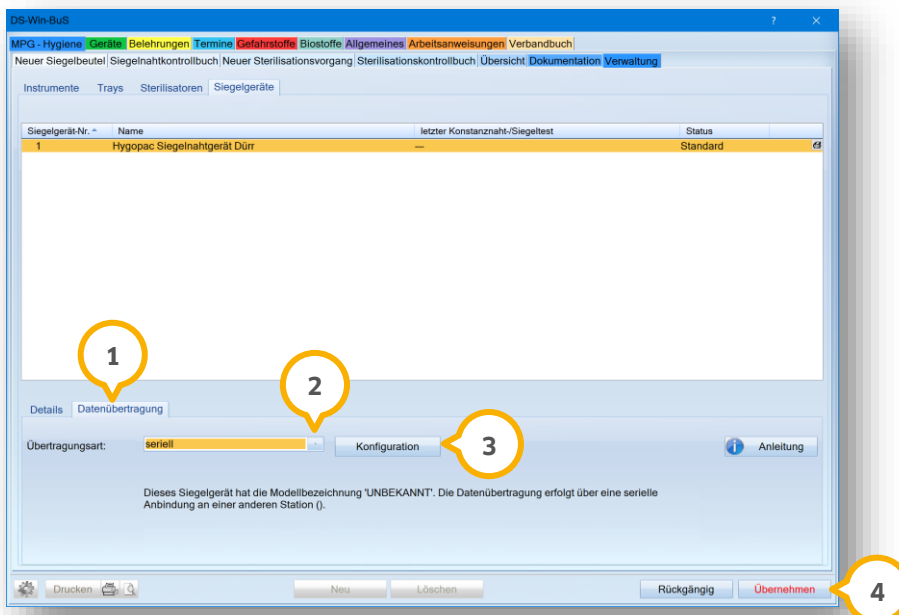 DS-Win-BuS ? ×
MPG - Hygiene Geräte Belehrungen Termine Gefahrstoffe Biostoffe Allgemeines Arbeitsanweisungen Verbandbuch
Neuer Siegelbeutel Siegelnahtkontrollbuch Neuer Sterilisationsvorgang Sterilisationskontrollbuch Übersicht Dokumentation Verwaltung
Instrumente Trays Sterilisatoren Siegelgeräte
Siegelgerät-Nr. Name letzter Konstanznaht-/Siegeltest Status
1 Hygopac Siegelnahtgerät Dürr — Standard
1
2
Details Datenübertragung
Übertragungsart: seriell Konfiguration 3 Anleitung
Dieses Siegelgerät hat die Modellbezeichnung 'UNBEKANNT'. Die Datenübertragung erfolgt über eine serielle
Anbindung an einer anderen Station ().
Drucken Neu Löschen Rückgängig Übernehmen 4